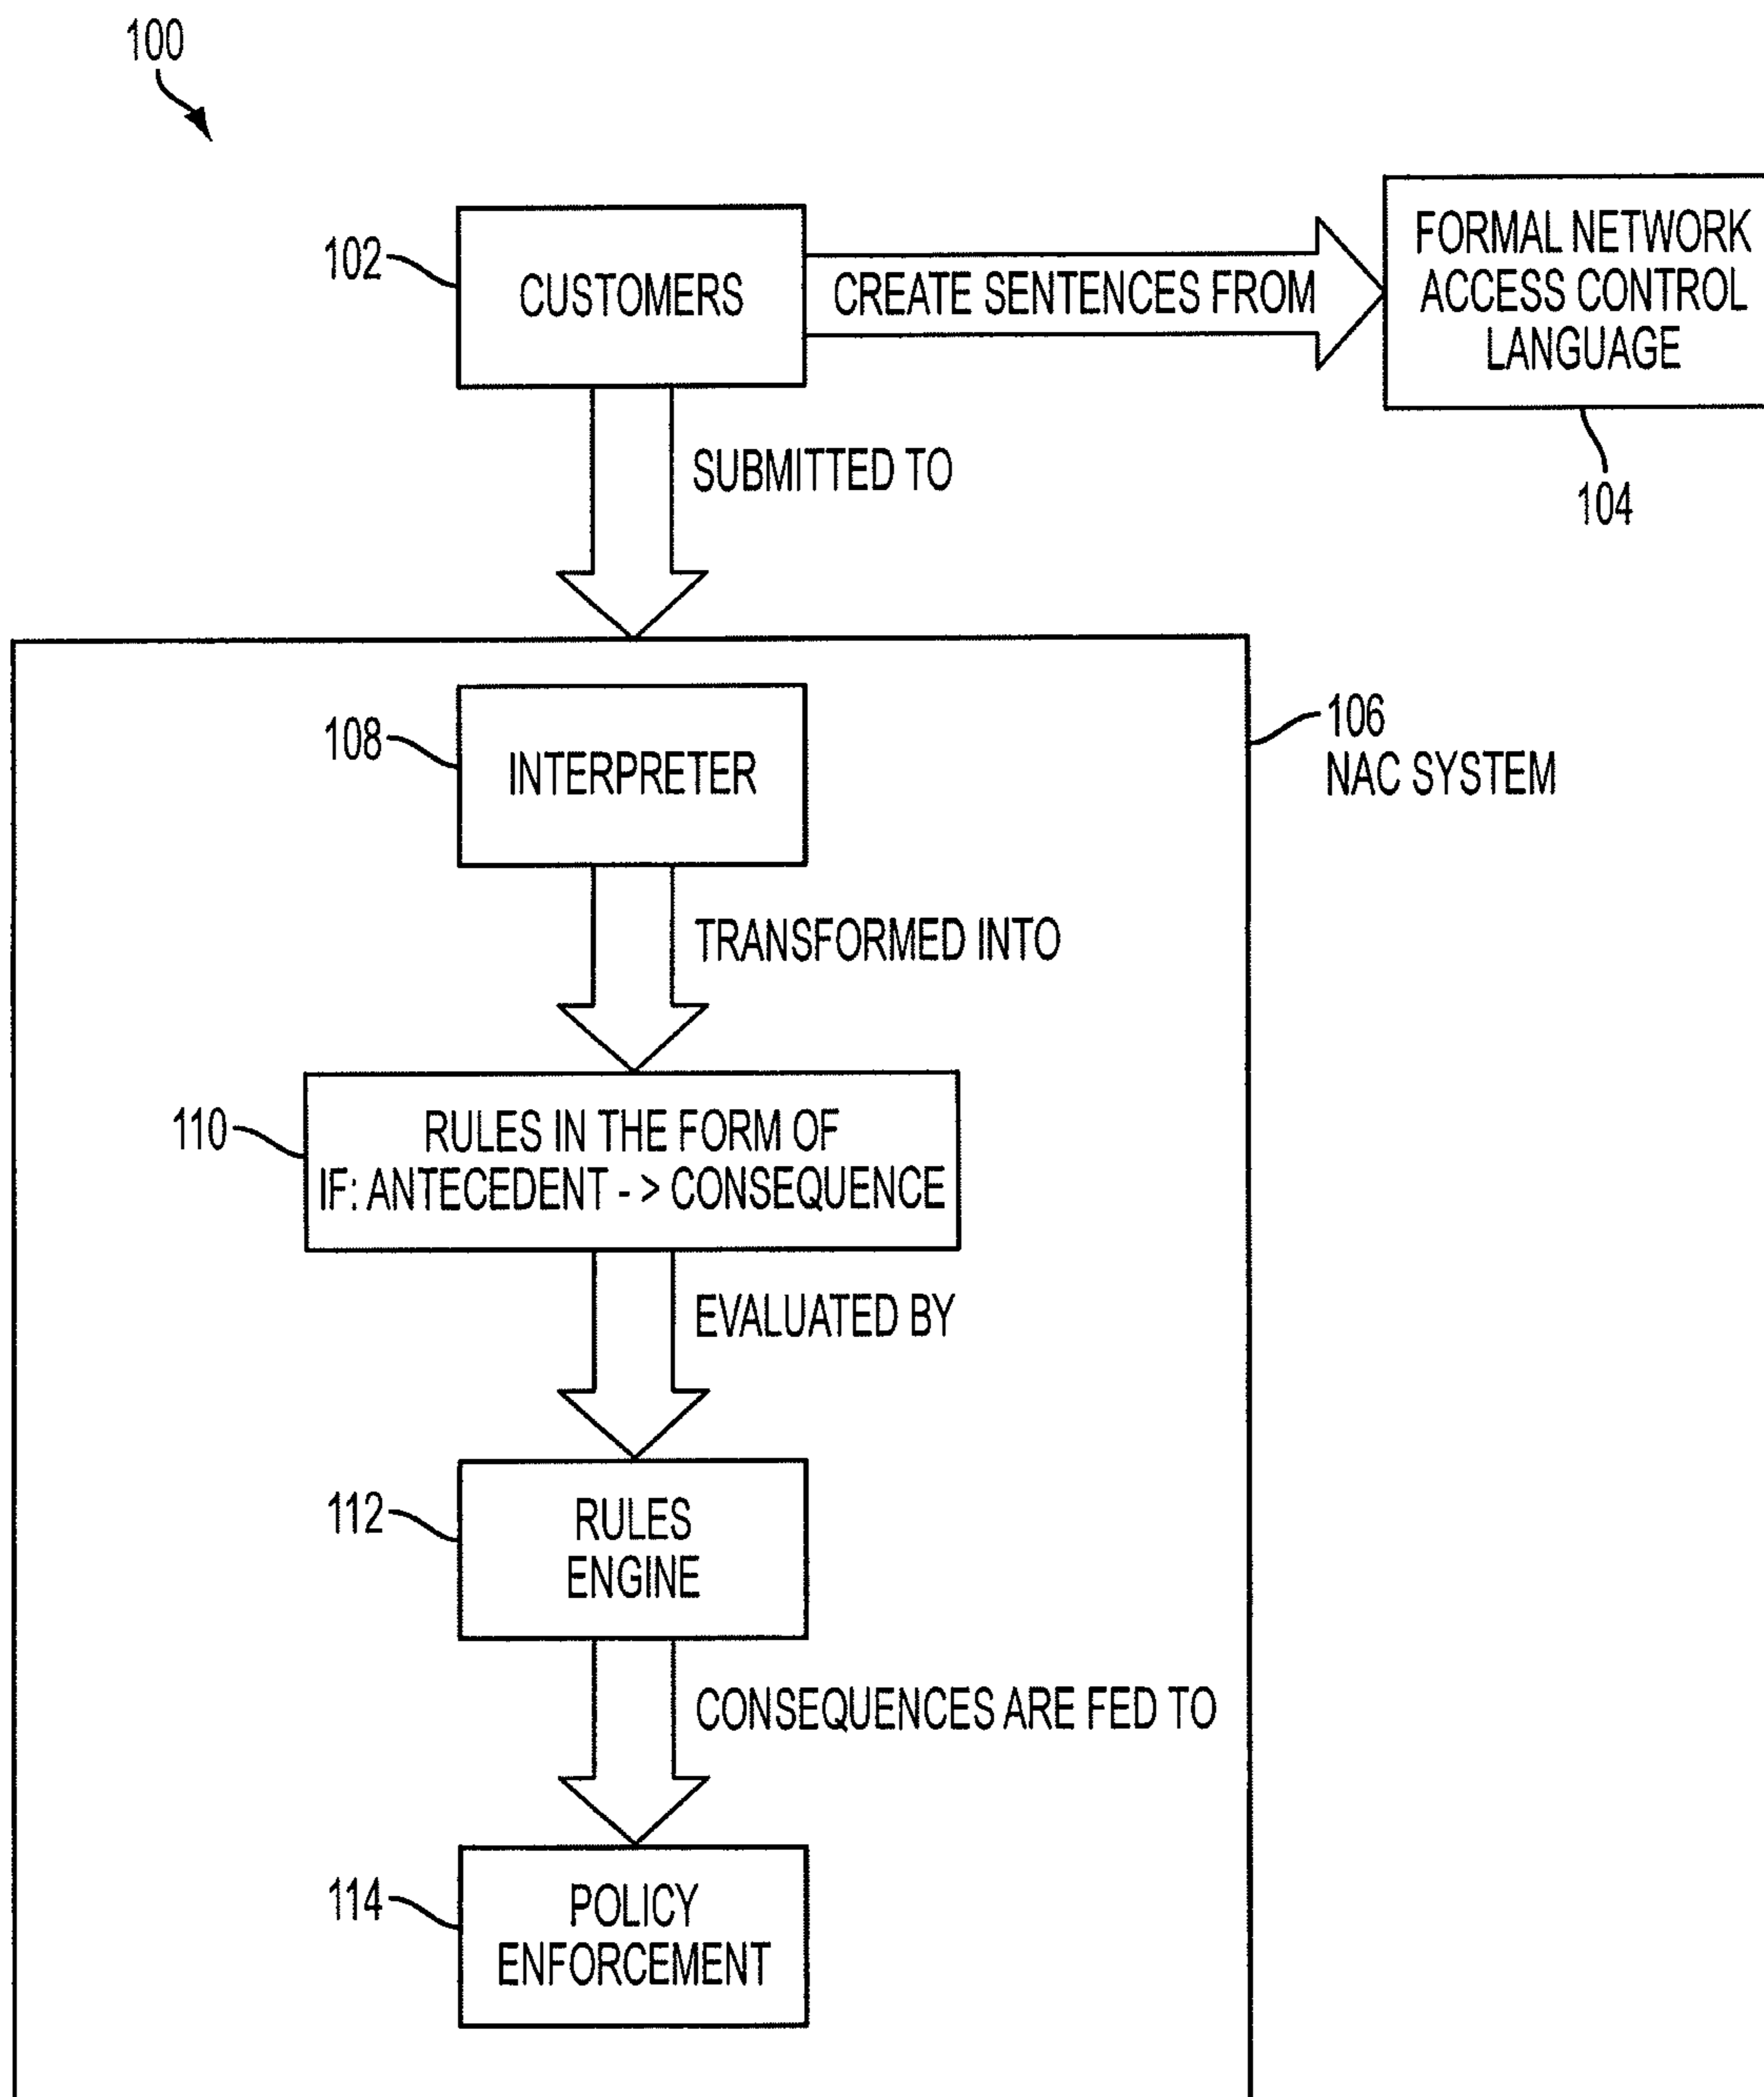 100
102
CUSTOMERS
CREATE SENTENCES FROM
FORMAL NETWORK
ACCESS CONTROL
LANGUAGE
104
SUBMITTED TO
106
NAC SYSTEM
108
INTERPRETER
TRANSFORMED INTO
110
RULES IN THE FORM OF
IF: ANTECEDENT - > CONSEQUENCE
EVALUATED BY
112
RULES
ENGINE
CONSEQUENCES ARE FED TO
114
POLICY
ENFORCEMENT